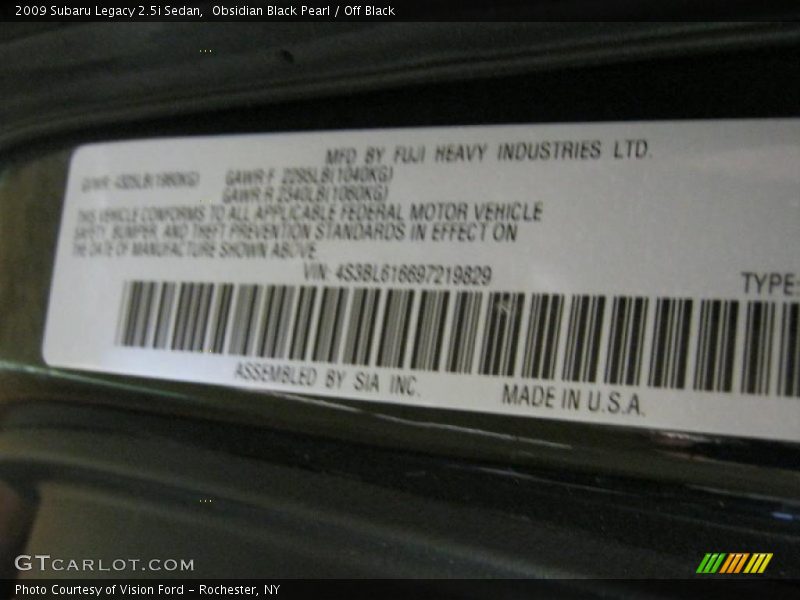 2009 Subaru Legacy 2.5i Sedan,  Obsidian Black Pearl / Off Black
MFD BY FUJI HEAVY INDUSTRIES LTD.
GVWR: 4325LB(1960KG) GAWR:F 2295LB(1040KG)
GAWR:R 2340LB(1060KG)
THIS VEHICLE CONFORMS TO ALL APPLICABLE FEDERAL MOTOR VEHICLE
SAFETY, BUMPER, AND THEFT PREVENTION STANDARDS IN EFFECT ON
THE DATE OF MANUFACTURE SHOWN ABOVE
VIN: 4S3BL616697219829
TYPE:
ASSEMBLED BY SIA INC.
MADE IN U.S.A.
GTCARLOT.COM
Photo Courtesy of Vision Ford - Rochester, NY